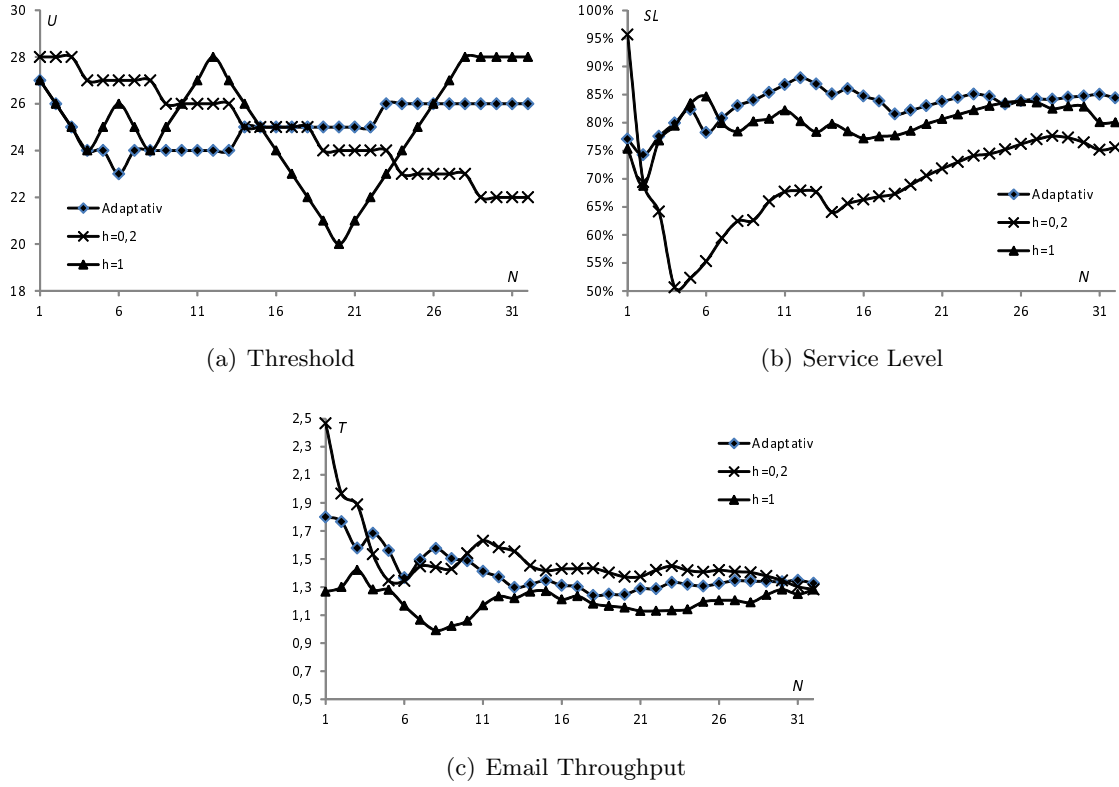 U
30
28
26
24
22
20
18
1 6 11 16 21 26 31
N
Adaptativ
h=0,2
h=1
(a) Threshold
SL
100%
95%
90%
85%
80%
75%
70%
65%
60%
55%
50%
1 6 11 16 21 26 31
N
Adaptativ
h=0,2
h=1
(b) Service Level
T
2,5
2,3
2,1
1,9
1,7
1,5
1,3
1,1
0,9
0,7
0,5
1 6 11 16 21 26 31
N
Adaptativ
h=0,2
h=1
(c) Email Throughput